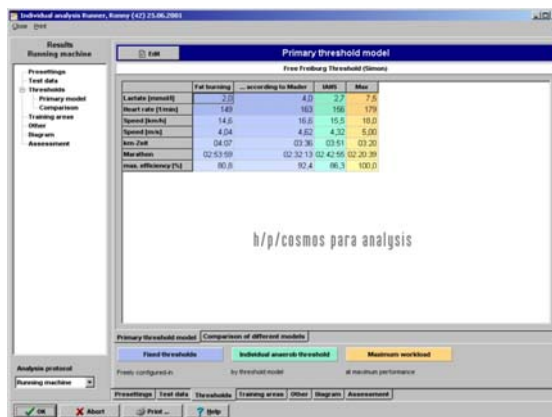 Individual analysis Runner, Ronny (42) 25.06.2001
Close Print
Results
Running machine
Presettings
Test data
Thresholds
Primary model
Comparison
Training areas
Other
Diagram
Assessment
Edit
Primary threshold model
Free Freiburg Threshold (Simon)
Fat burning ... according to Mader IANS Max
Lactate [mmol/l] 2,0 4,0 2,7 7,5
Heart rate [1/min] 149 163 156 179
Speed [km/h] 14,6 16,6 15,5 18,0
Speed [m/s] 4,04 4,62 4,32 5,00
km-Zeit 04:07 03:36 03:51 03:20
Marathon 02:53:59 02:32:13 02:42:55 02:20:39
max. efficiency [%] 80,8 92,4 86,3 100,0
h/p/cosmos para analysis
Primary threshold model Comparison of different models
Fixed thresholds Individual anaerob threshold Maximum workload
Freely configured-in by threshold model at maximum performance
Analysis protocol
Running machine
Presettings Test data Thresholds Training areas Other Diagram Assessment
OK Abort Print ... Help